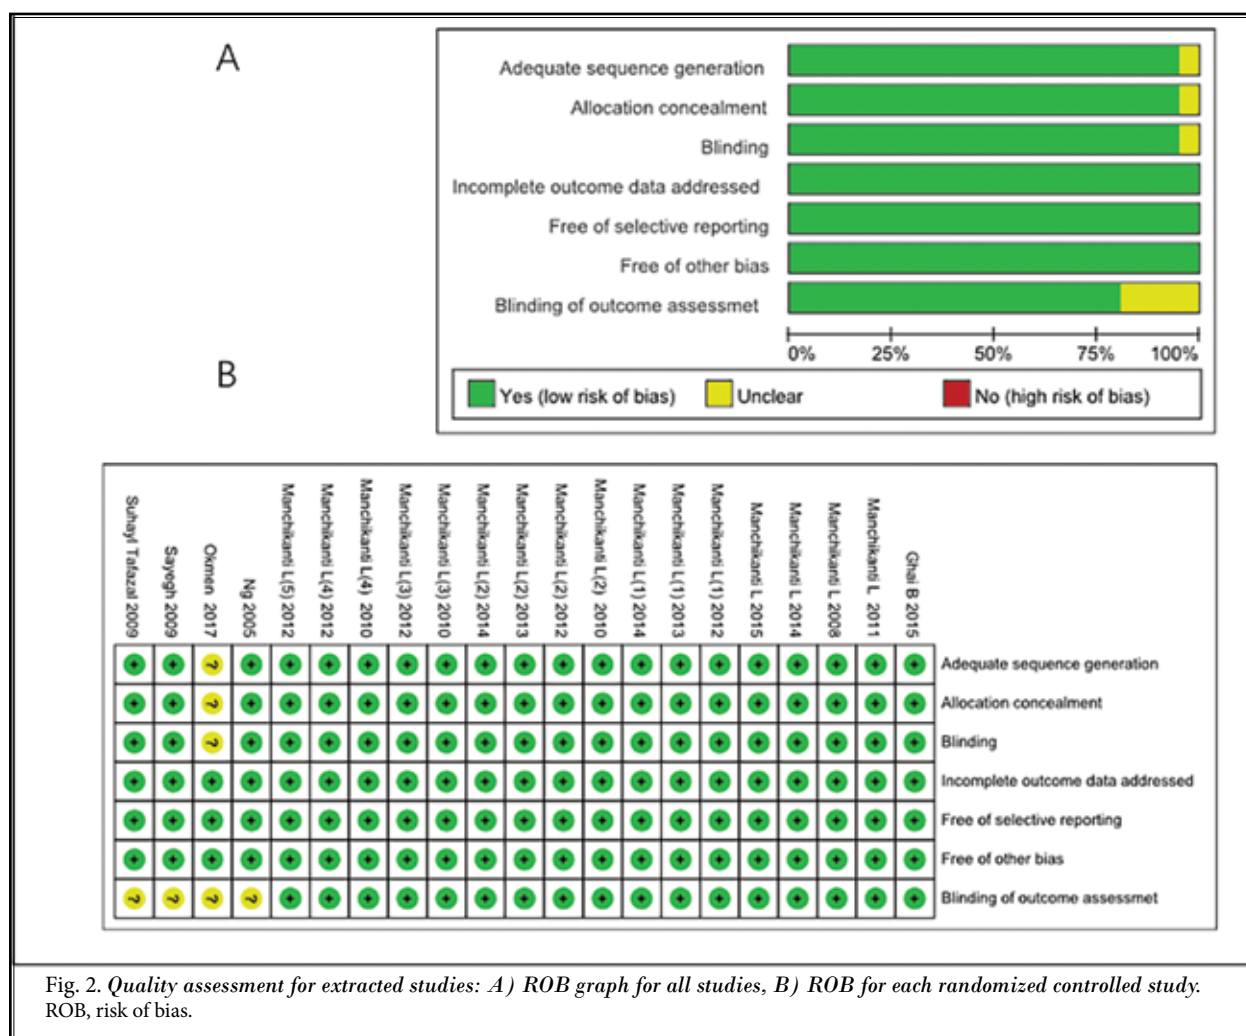 A
Adequate sequence generation
Allocation concealment
Blinding
Incomplete outcome data addressed
Free of selective reporting
Free of other bias
Blinding of outcome assessmet
0% 25% 50% 75% 100%
Yes (low risk of bias) Unclear No (high risk of bias)
B
Suhayl Tafazal 2009
Sayegh 2009
Okmen 2017
Ng 2005
Manchikanti L(5) 2012
Manchikanti L(4) 2012
Manchikanti L(4) 2010
Manchikanti L(3) 2012
Manchikanti L(3) 2010
Manchikanti L(2) 2014
Manchikanti L(2) 2013
Manchikanti L(2) 2012
Manchikanti L(2) 2010
Manchikanti L(1) 2014
Manchikanti L(1) 2013
Manchikanti L(1) 2012
Manchikanti L 2015
Manchikanti L 2014
Manchikanti L 2008
Manchikanti L 2011
Ghai B 2015
+ + ? + + + + + + + + + + + + + + + + + + Adequate sequence generation
+ + ? + + + + + + + + + + + + + + + + + + Allocation concealment
+ + ? + + + + + + + + + + + + + + + + + + Blinding
+ + + + + + + + + + + + + + + + + + + + + Incomplete outcome data addressed
+ + + + + + + + + + + + + + + + + + + + + Free of selective reporting
+ + + + + + + + + + + + + + + + + + + + + Free of other bias
? ? ? ? + + + + + + + + + + + + + + + + + Blinding of outcome assessmet
Fig. 2. Quality assessment for extracted studies: A) ROB graph for all studies, B) ROB for each randomized controlled study.
ROB, risk of bias.